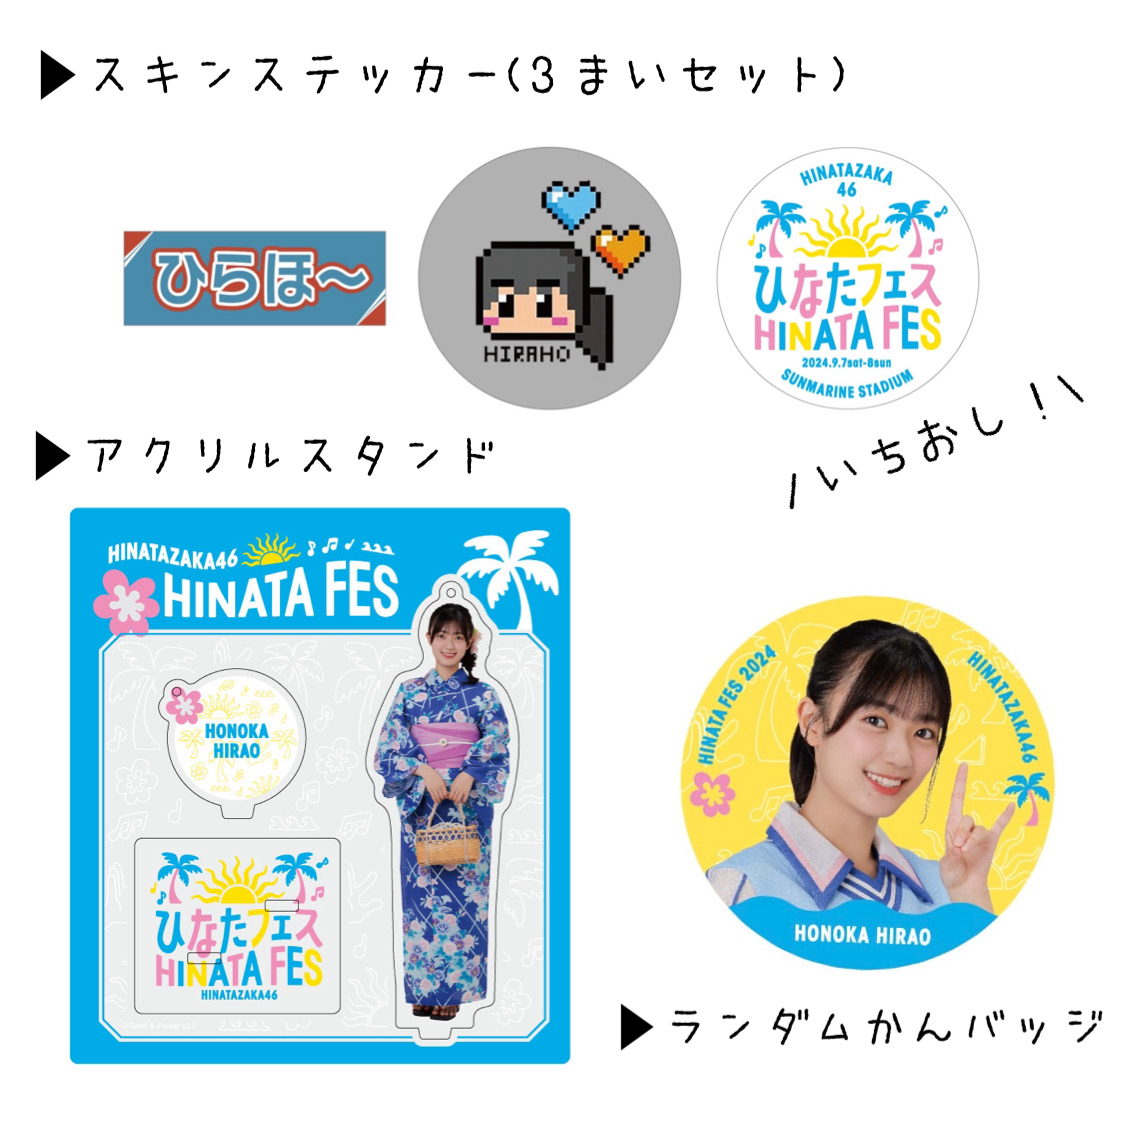 ▶スキンステッカー(3まいセット)
ひらほ〜
HIRAHO
HINATAZAKA
46
ひなたフェス
HINATA FES
2024.9.7sat-8sun
SUNMARINE STADIUM
/いちおし!\
▶アクリルスタンド
HINATAZAKA46
HINATA FES
HONOKA
HIRAO
ひなたフェス
HINATA FES
HINATAZAKA46
©Seed & Flower LLC
HINATA FES 2024
HINATAZAKA46
HONOKA HIRAO
▶ランダムかんバッジ